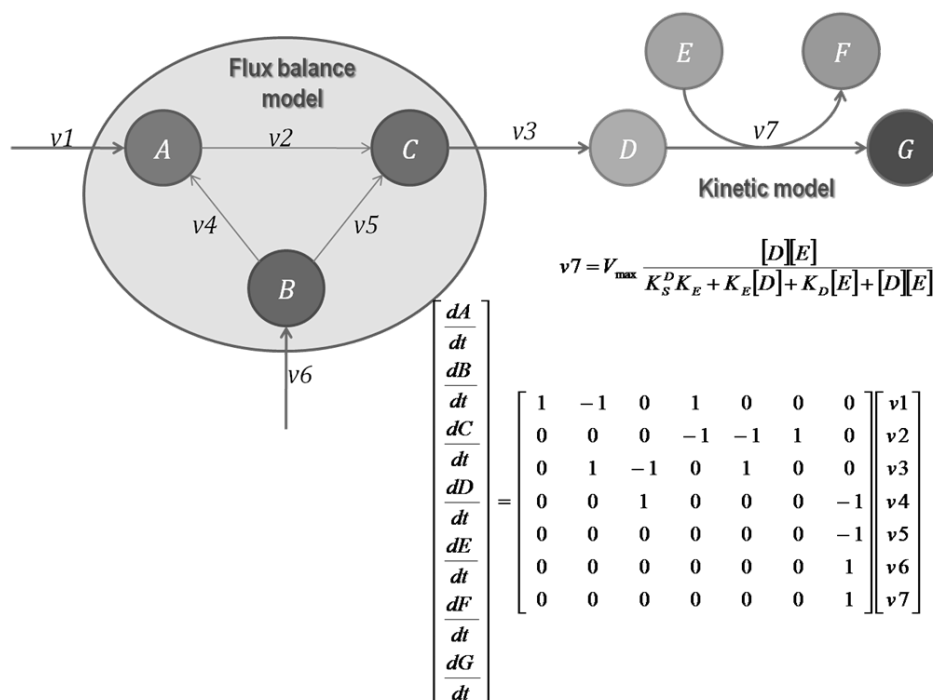 Flux balance
model
v1
A
v2
C
v3
D
E
v7
F
G
Kinetic model
v4
v5
B
v6
v7 = V_max [D][E] / (K_S^D K_E + K_E[D] + K_D[E] + [D][E])
dA/dt
dB/dt
dC/dt
dD/dt
dE/dt
dF/dt
dG/dt
=
1 −1 0 1 0 0 0 v1
0 0 0 −1 −1 1 0 v2
0 1 −1 0 1 0 0 v3
0 0 1 0 0 0 −1 v4
0 0 0 0 0 0 −1 v5
0 0 0 0 0 0 1 v6
0 0 0 0 0 0 1 v7